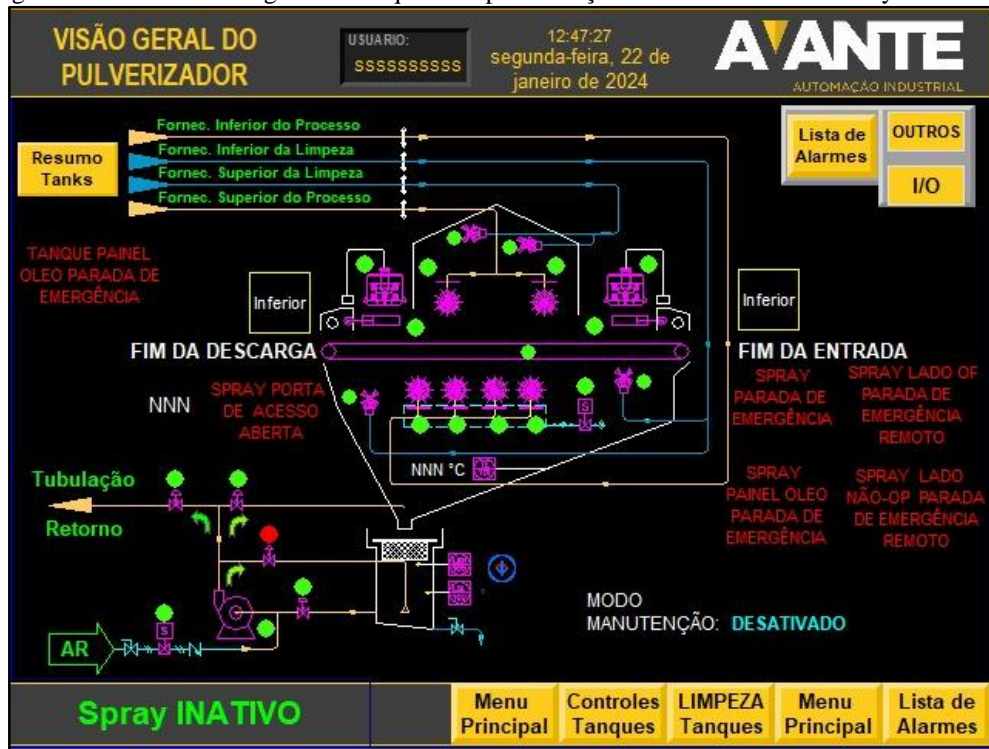 VISÃO GERAL DO
PULVERIZADOR
USUARIO:
SSSSSSSSSS
12:47:27
segunda-feira, 22 de
janeiro de 2024
AVANTE
AUTOMAÇÃO INDUSTRIAL
Resumo
Tanks
Fornec. Inferior do Processo
Fornec. Inferior da Limpeza
Fornec. Superior da Limpeza
Fornec. Superior do Processo
Lista de
Alarmes
OUTROS
I/O
TANQUE PAINEL
OLEO PARADA DE
EMERGÊNCIA
Inferior
Inferior
FIM DA DESCARGA
FIM DA ENTRADA
NNN
SPRAY PORTA
DE ACESSO
ABERTA
SPRAY
PARADA DE
EMERGÊNCIA
SPRAY LADO OP
PARADA DE
EMERGÊNCIA
REMOTO
S
NNN °C
SPRAY
PAINEL OLEO
PARADA DE
EMERGÊNCIA
SPRAY LADO
NÃO-OP PARADA
DE EMERGÊNCIA
REMOTO
Tubulação
Retorno
S
AR
MODO
MANUTENÇÃO: DESATIVADO
Spray INATIVO
Menu
Principal
Controles
Tanques
LIMPEZA
Tanques
Menu
Principal
Lista de
Alarmes